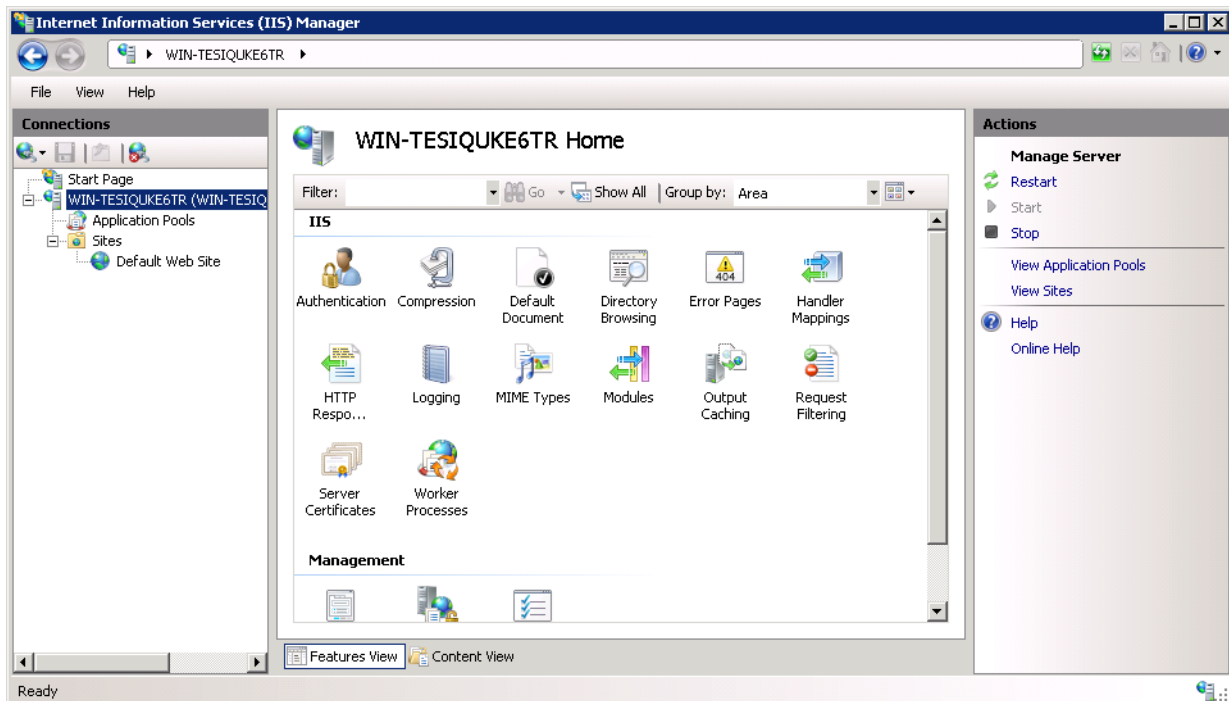 Internet Information Services (IIS) Manager
WIN-TESIQUKE6TR
File View Help
Connections
Start Page
WIN-TESIQUKE6TR (WIN-TESIQ
Application Pools
Sites
Default Web Site
WIN-TESIQUKE6TR Home
Filter: Go Show All Group by: Area
IIS
Authentication Compression Default Document Directory Browsing Error Pages Handler Mappings
404
HTTP Respo... Logging MIME Types Modules Output Caching Request Filtering
Server Certificates Worker Processes
Management
Features View Content View
Actions
Manage Server
Restart
Start
Stop
View Application Pools
View Sites
Help
Online Help
Ready